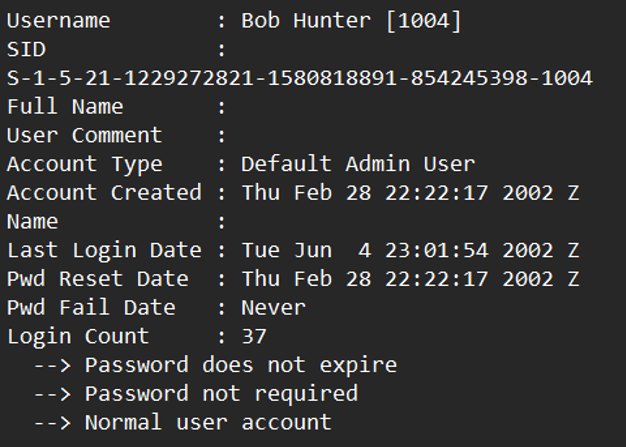 Username         : Bob Hunter [1004]
SID              :
S-1-5-21-1229272821-1580818891-854245398-1004
Full Name        :
User Comment     :
Account Type     : Default Admin User
Account Created  : Thu Feb 28 22:22:17 2002 Z
Name             :
Last Login Date  : Tue Jun  4 23:01:54 2002 Z
Pwd Reset Date   : Thu Feb 28 22:22:17 2002 Z
Pwd Fail Date    : Never
Login Count      : 37
  --> Password does not expire
  --> Password not required
  --> Normal user account